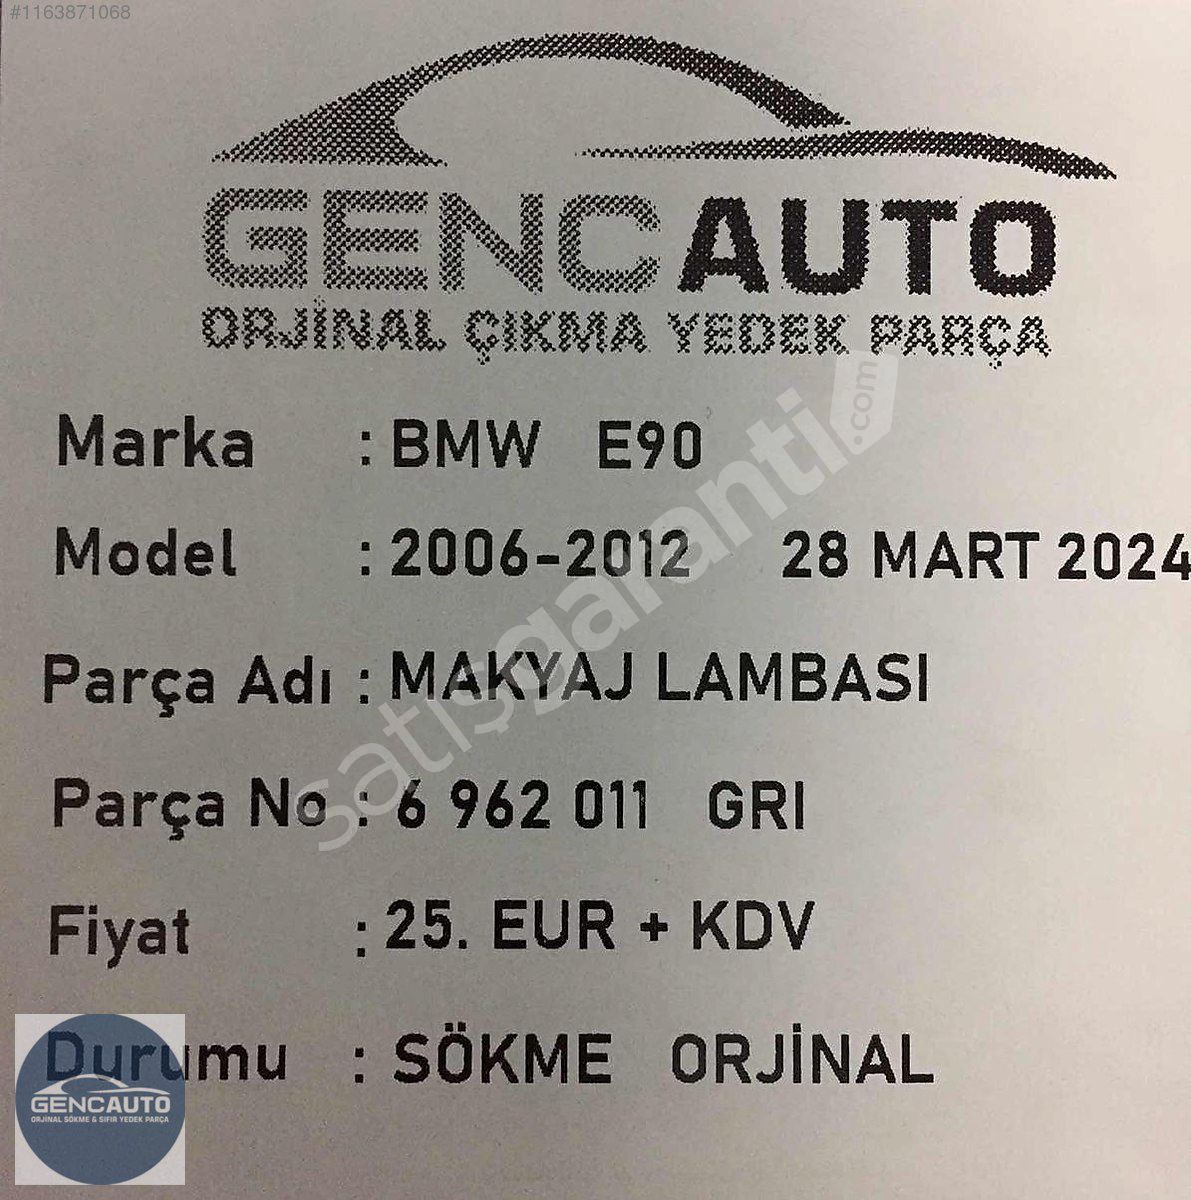 #1163871068
GENCAUTO
ORJİNAL ÇIKMA YEDEK PARÇA
Marka : BMW E90
Model : 2006-2012 28 MART 2024
Parça Adı : MAKYAJ LAMBASI
Parça No : 6 962 011 GRI
Fiyat : 25. EUR + KDV
Durumu : SÖKME ORJİNAL
satışgaranti.com
GENCAUTO
ORJİNAL SÖKME & SIFIR YEDEK PARÇA